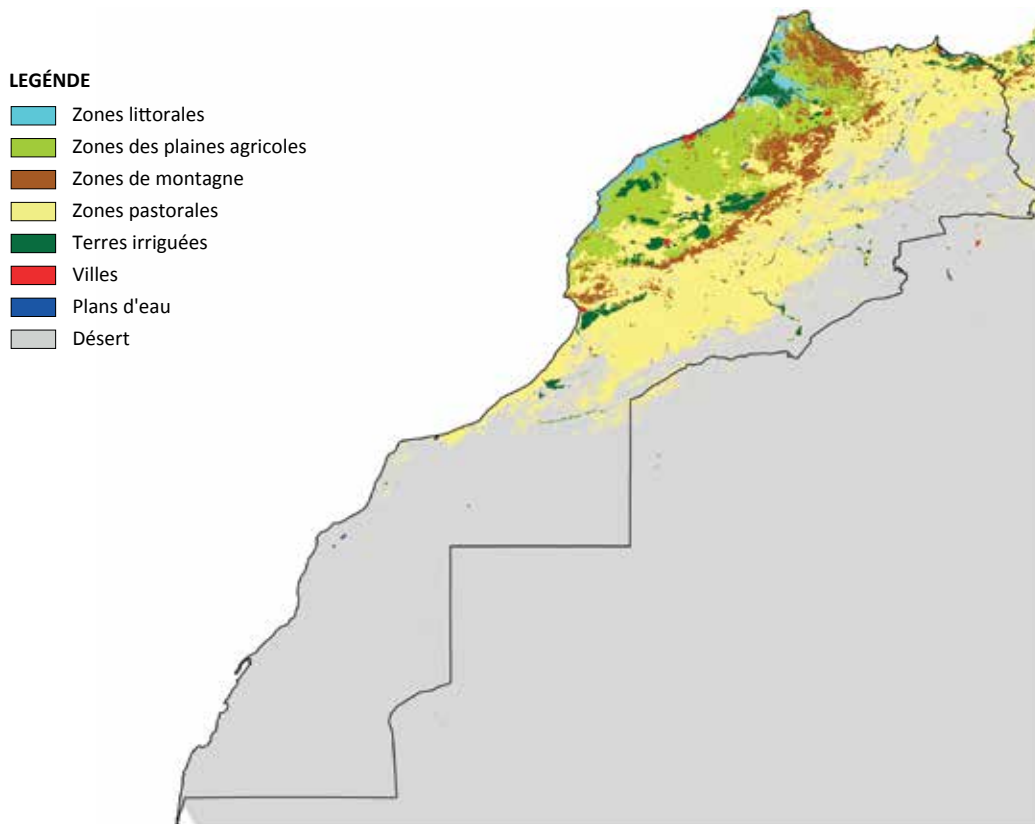 LEGÉNDE
Zones littorales
Zones des plaines agricoles
Zones de montagne
Zones pastorales
Terres irriguées
Villes
Plans d'eau
Désert